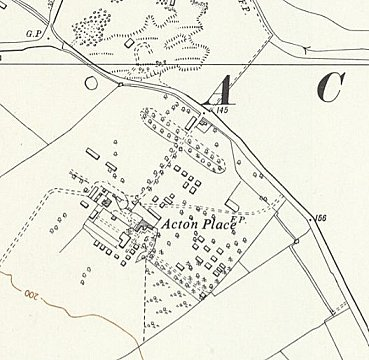 F.P.
G.P.
A C
145
Acton Place
F.P.
156
200